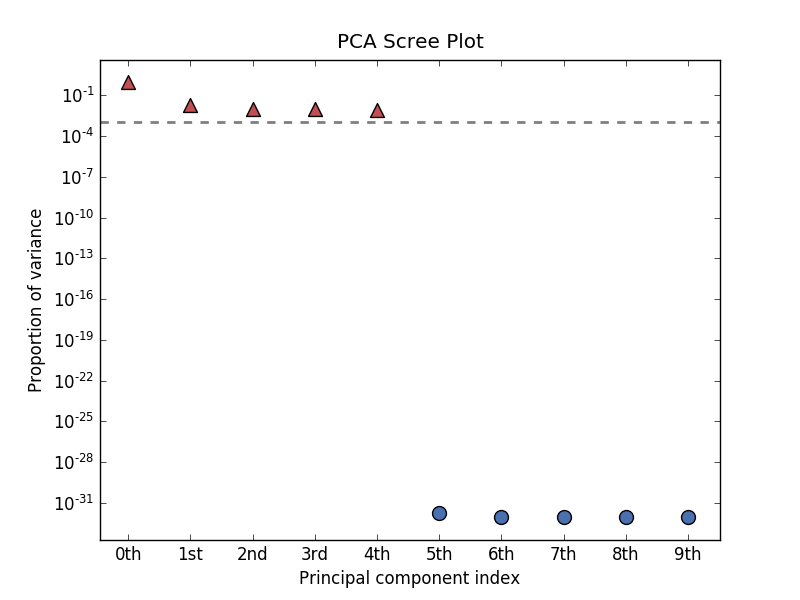 PCA Scree Plot
Proportion of variance
10^-1
10^-4
10^-7
10^-10
10^-13
10^-16
10^-19
10^-22
10^-25
10^-28
10^-31
0th 1st 2nd 3rd 4th 5th 6th 7th 8th 9th
Principal component index